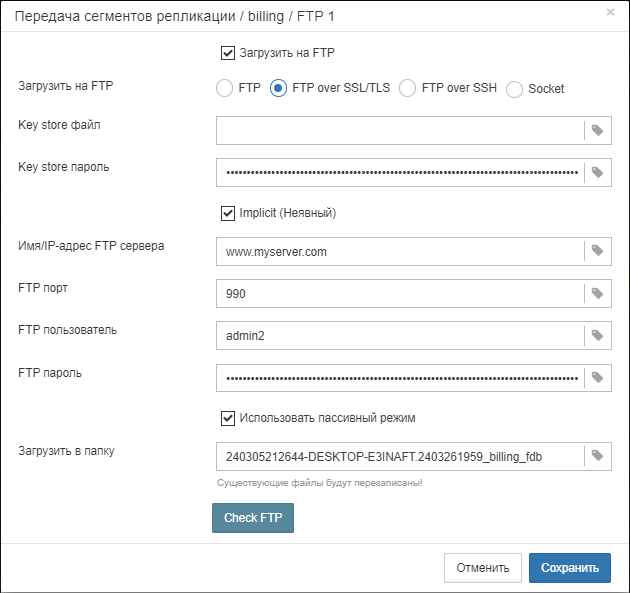 Передача сегментов репликации / billing / FTP 1
×
Загрузить на FTP
Загрузить на FTP FTP FTP over SSL/TLS FTP over SSH Socket
Key store файл
Key store пароль
Implicit (Неявный)
Имя/IP-адрес FTP сервера www.myserver.com
FTP порт 990
FTP пользователь admin2
FTP пароль
Использовать пассивный режим
Загрузить в папку 240305212644-DESKTOP-E3INAFT.2403261959_billing_fdb
Существующие файлы будут перезаписаны!
Check FTP
Отменить Сохранить